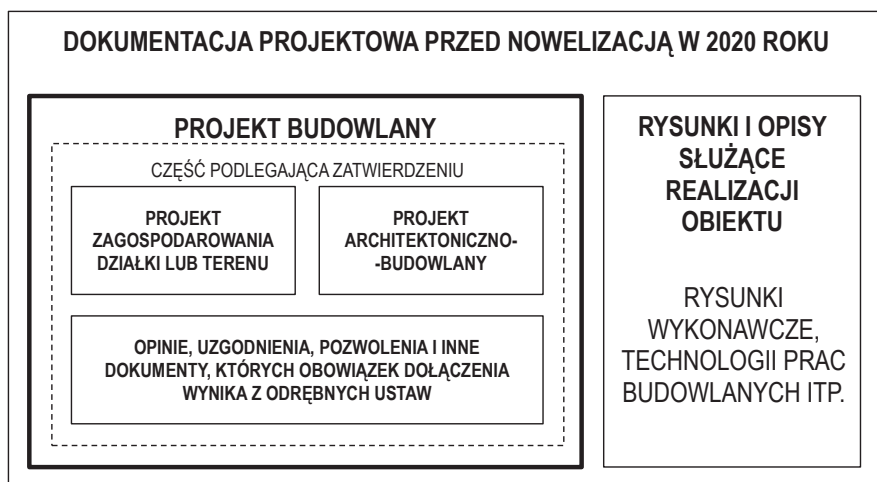 DOKUMENTACJA PROJEKTOWA PRZED NOWELIZACJĄ W 2020 ROKU
PROJEKT BUDOWLANY
CZĘŚĆ PODLEGAJĄCA ZATWIERDZENIU
PROJEKT
ZAGOSPODAROWANIA
DZIAŁKI LUB TERENU
PROJEKT
ARCHITEKTONICZNO-
-BUDOWLANY
OPINIE, UZGODNIENIA, POZWOLENIA I INNE
DOKUMENTY, KTÓRYCH OBOWIĄZEK DOŁĄCZENIA
WYNIKA Z ODRĘBNYCH USTAW
RYSUNKI I OPISY
SŁUŻĄCE
REALIZACJI
OBIEKTU
RYSUNKI
WYKONAWCZE,
TECHNOLOGII PRAC
BUDOWLANYCH ITP.